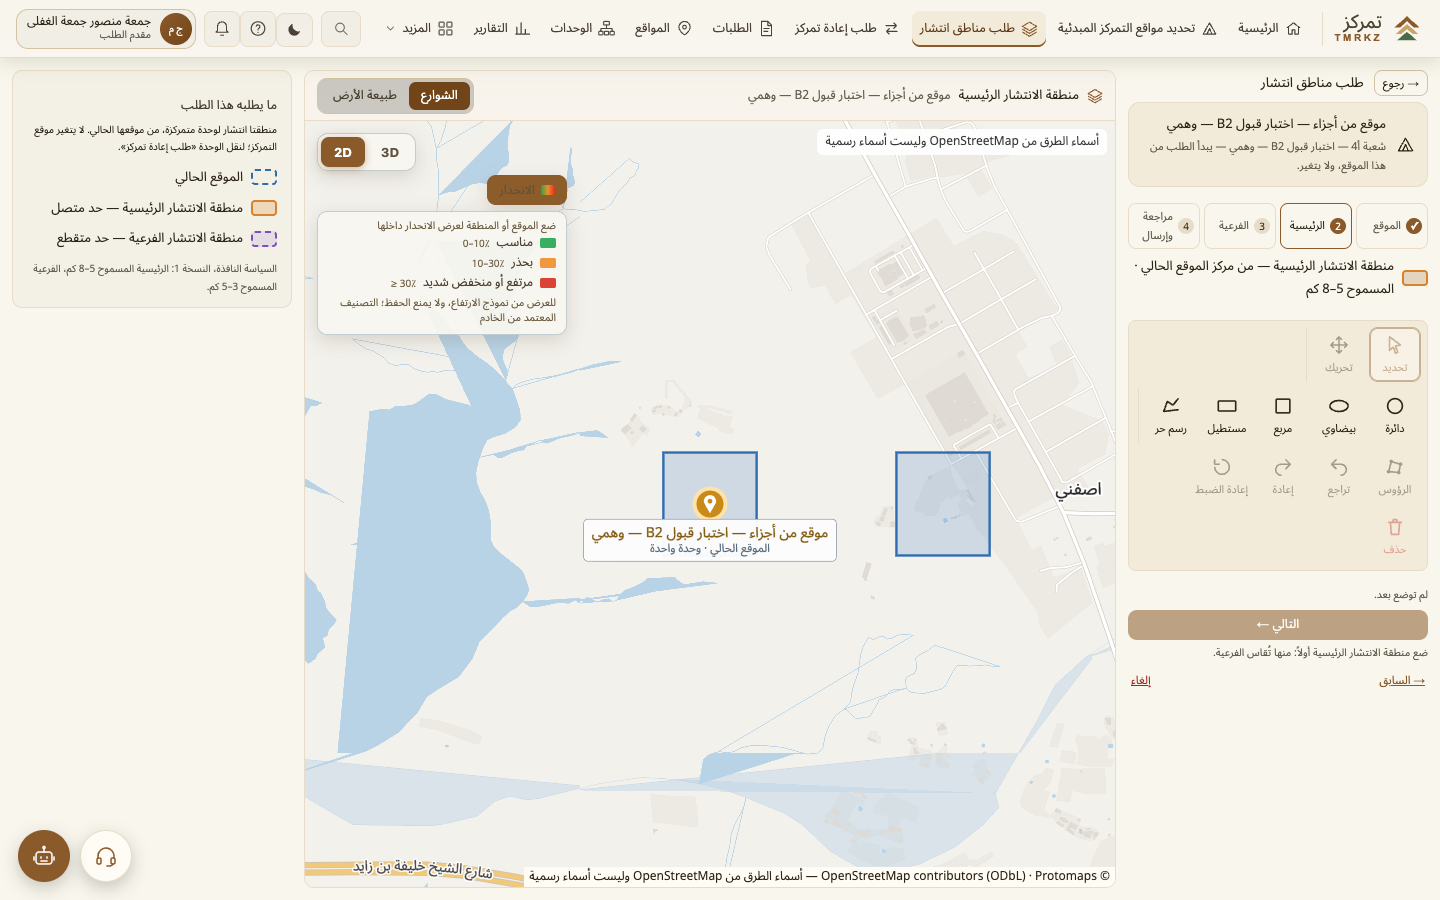 تمركز
TMRKZ
الرئيسية
تحديد مواقع التمركز المبدئية
طلب مناطق انتشار
طلب إعادة تمركز
الطلبات
المواقع
الوحدات
التقارير
المزيد
ج م
جمعة منصور جمعة الغفلي
مقدم الطلب
→ رجوع
طلب مناطق انتشار
موقع من أجزاء — اختبار قبول B2 — وهمي
شعبة 4أ — اختبار قبول B2 — وهمي — يبدأ الطلب من
هذا الموقع، ولا يتغير.
الموقع
2 الرئيسية
3 الفرعية
4 مراجعة
وإرسال
منطقة الانتشار الرئيسية — من مركز الموقع الحالي ·
المسموح 5–8 كم
تحديد
تحريك
دائرة
بيضاوي
مربع
مستطيل
رسم حر
الرؤوس
تراجع
إعادة
إعادة الضبط
حذف
لم توضع بعد.
التالي ←
ضع منطقة الانتشار الرئيسية أولاً: منها تُقاس الفرعية.
→ السابق
إلغاء
منطقة الانتشار الرئيسية موقع من أجزاء — اختبار قبول B2 — وهمي
الشوارع
طبيعة الأرض
أسماء الطرق من OpenStreetMap وليست أسماء رسمية
2D
3D
الانحدار
ضع الموقع أو المنطقة لعرض الانحدار داخلها
مناسب 0–10٪
بحذر 10–30٪
مرتفع أو منخفض شديد ≥ 30٪
للعرض من نموذج الارتفاع، ولا يمنع الحفظ؛ التصنيف
المعتمد من الخادم
اصفني
موقع من أجزاء — اختبار قبول B2 — وهمي
الموقع الحالي · وحدة واحدة
شارع الشيخ خليفة بن زايد
© OpenStreetMap contributors (ODbL) · Protomaps — أسماء الطرق من OpenStreetMap وليست أسماء رسمية
ما يطلبه هذا الطلب
منطقتا انتشار لوحدة متمركزة، من موقعها الحالي. لا يتغير موقع
التمركز؛ لنقل الوحدة «طلب إعادة تمركز».
الموقع الحالي
منطقة الانتشار الرئيسية — حد متصل
منطقة الانتشار الفرعية — حد متقطع
السياسة النافذة، النسخة 1: الرئيسية المسموح 5–8 كم، الفرعية
المسموح 3–5 كم.